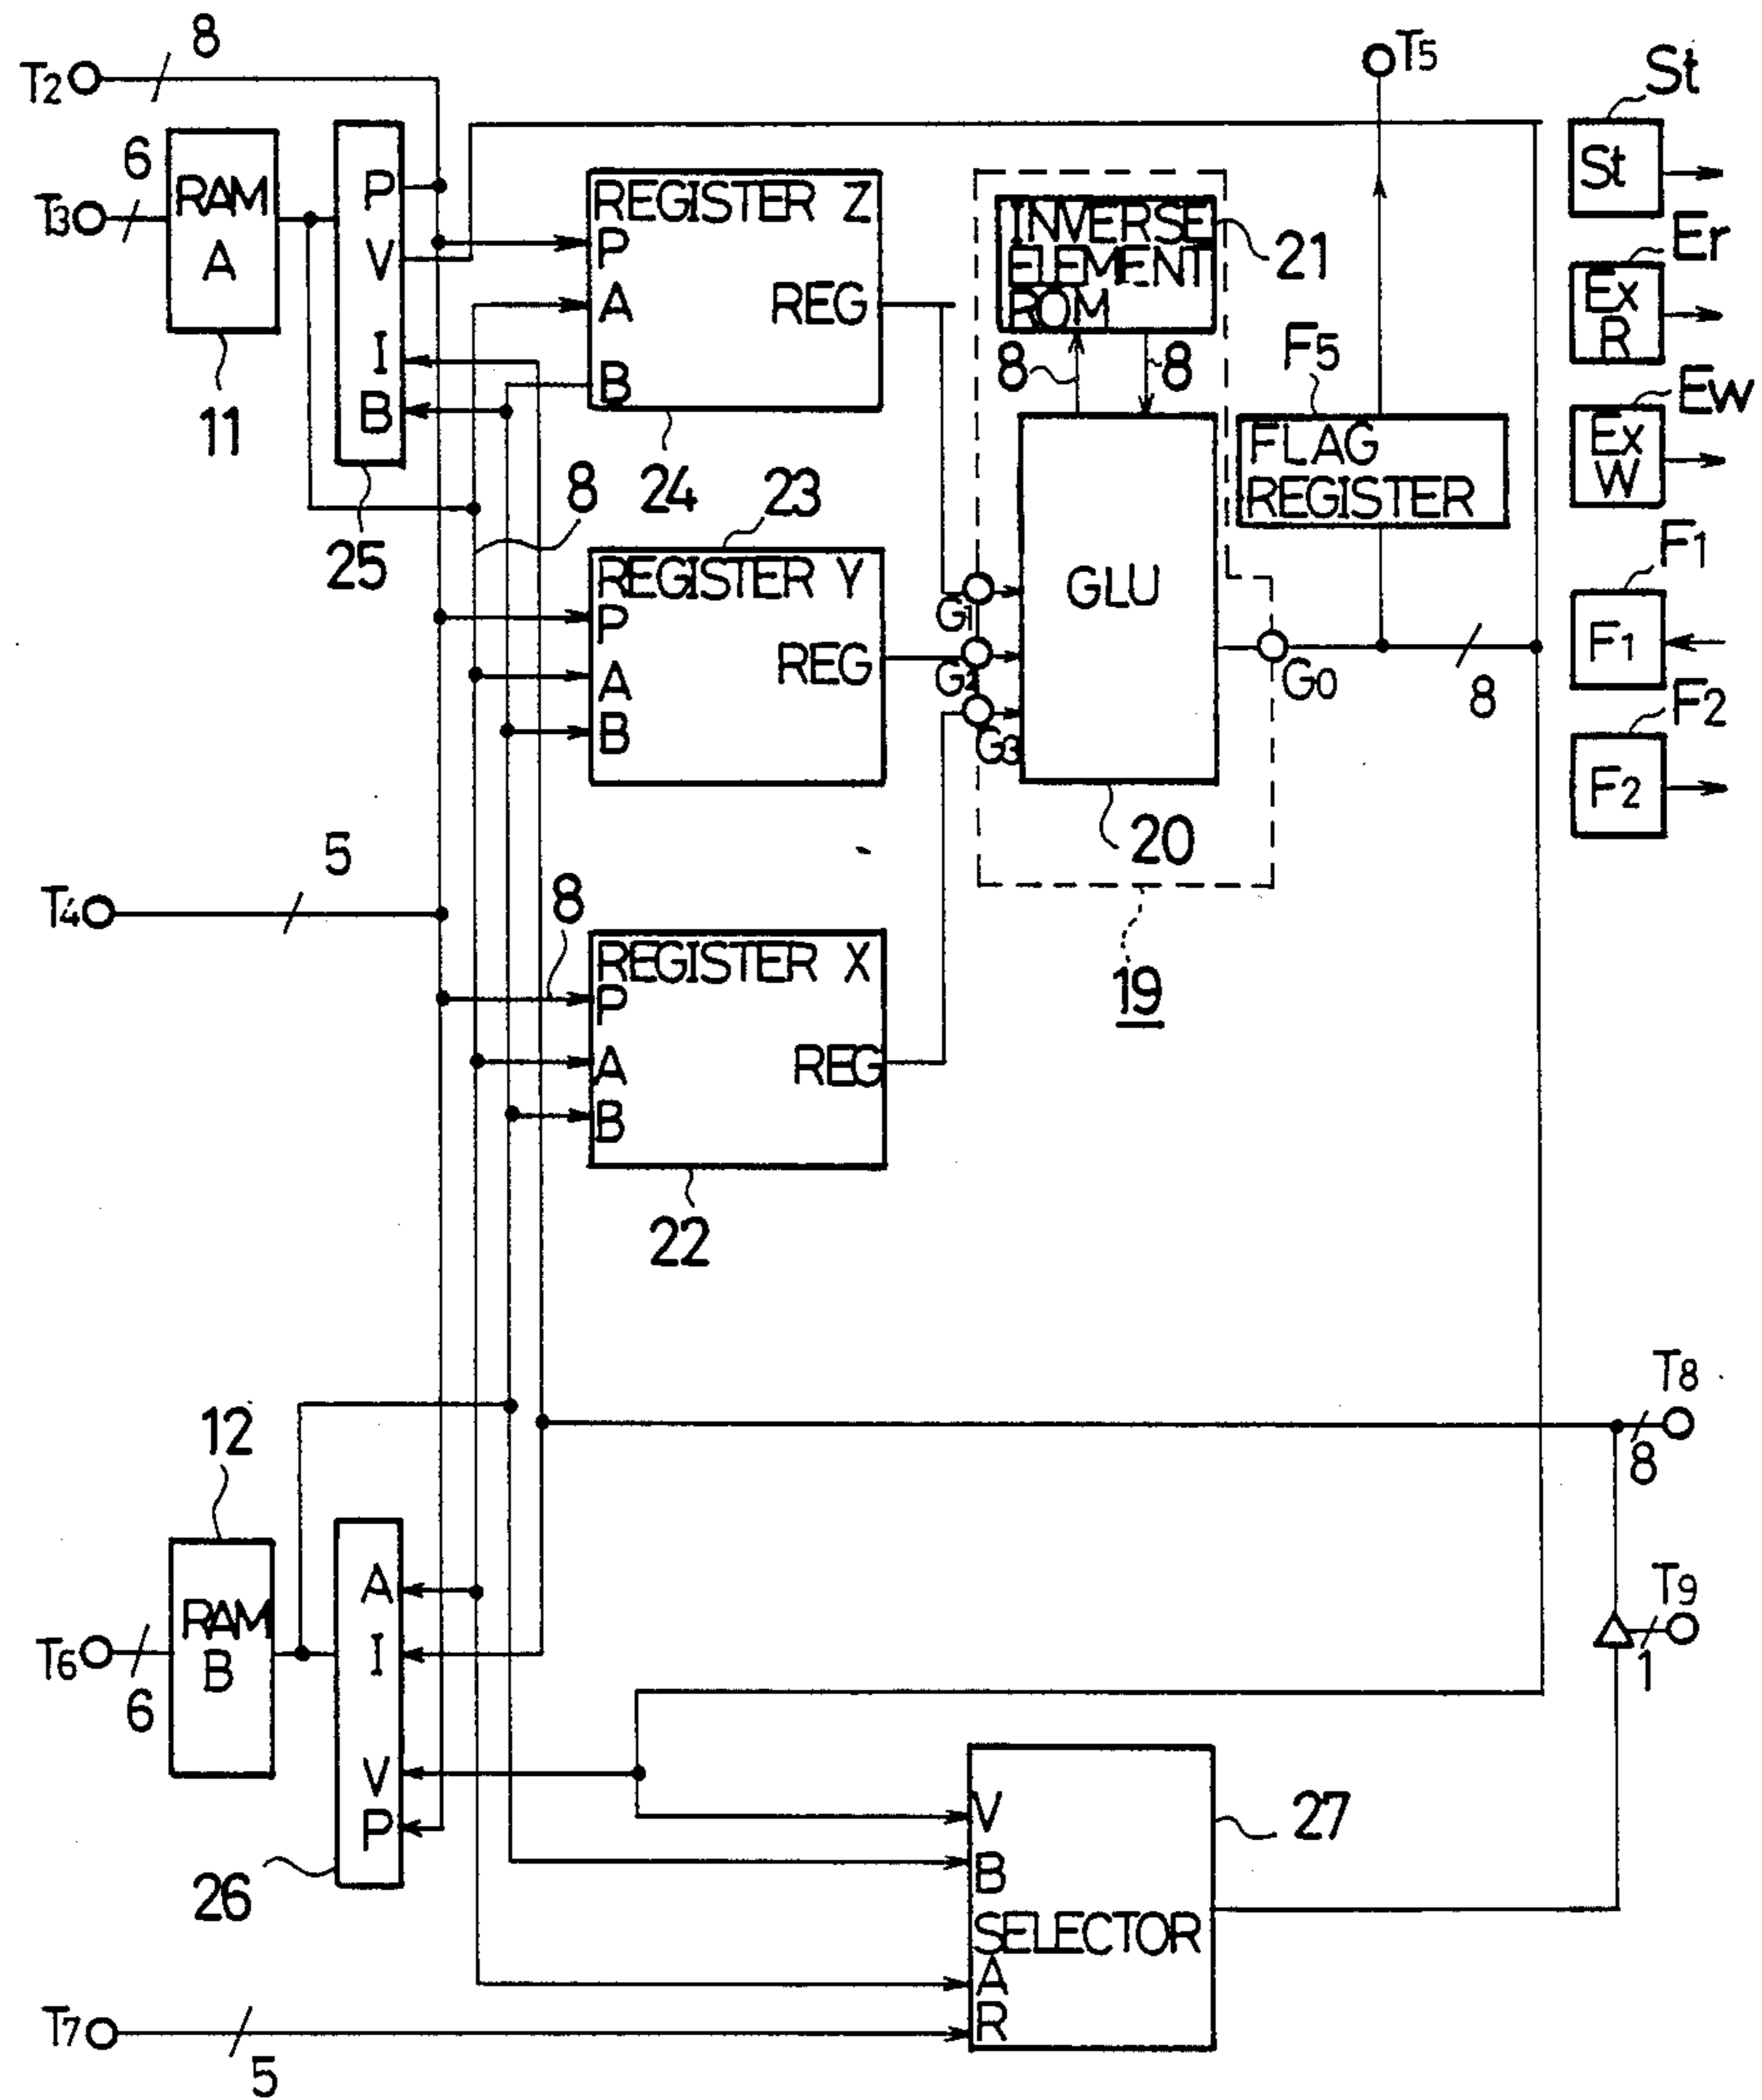 T2
8
T3
6
RAM
A
11
P
V
I
B
25
REGISTER Z
P
A
B
REG
24
8
REGISTER Y
P
A
B
REG
23
T4
5
8
REGISTER X
P
A
B
REG
22
INVERSE
ELEMENT
ROM
21
8
8
GLU
20
G1
G2
G3
G0
8
19
F5
FLAG
REGISTER
T5
St
St
Er
Ex
R
Ew
Ex
W
F1
F1
F2
F2
T8
8
T9
1
12
RAM
B
T6
6
A
I
V
P
26
V
B
SELECTOR
A
R
27
T7
5